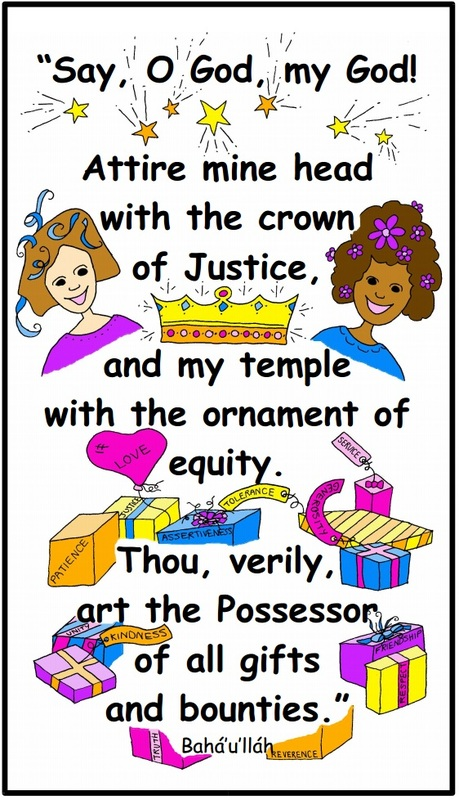 “Say, O God, my God!
Attire mine head
with the crown
of Justice,
and my temple
with the ornament of
equity.
LOVE
SERVICE
JUSTICE
TOLERANCE
GENEROSITY
ASSERTIVENESS
PATIENCE
Thou, verily,
art the Possessor
UNITY
KINDNESS
FRIENDSHIP
of all gifts
RESPECT
and bounties.”
TRUTH
Bahá’u’lláh
REVERENCE